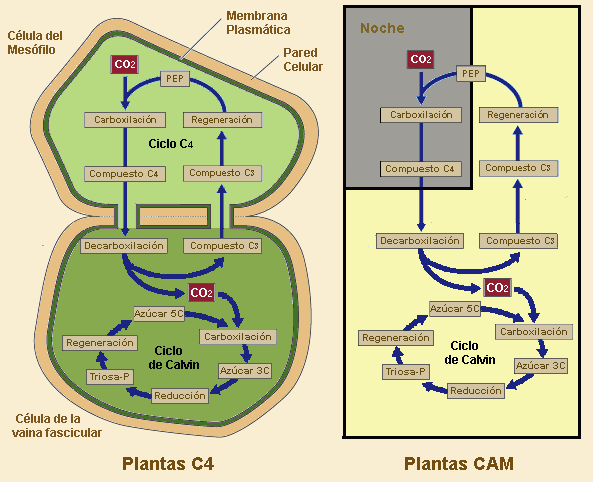 Célula del
Mesófilo
Membrana
Plasmática
Pared
Celular
CO2
PEP
Carboxilación
Regeneración
Ciclo C4
Compuesto C4
Compuesto C3
Decarboxilación
Compuesto C3
CO2
Azúcar 5C
Regeneración
Carboxilación
Ciclo
de Calvin
Triosa-P
Azúcar 3C
Reducción
Célula de la
vaina fascicular
Plantas C4
Noche
CO2
PEP
Carboxilación
Regeneración
Compuesto C4
Compuesto C3
Decarboxilación
Compuesto C3
CO2
Azúcar 5C
Regeneración
Carboxilación
Ciclo
de Calvin
Triosa-P
Azúcar 3C
Reducción
Plantas CAM